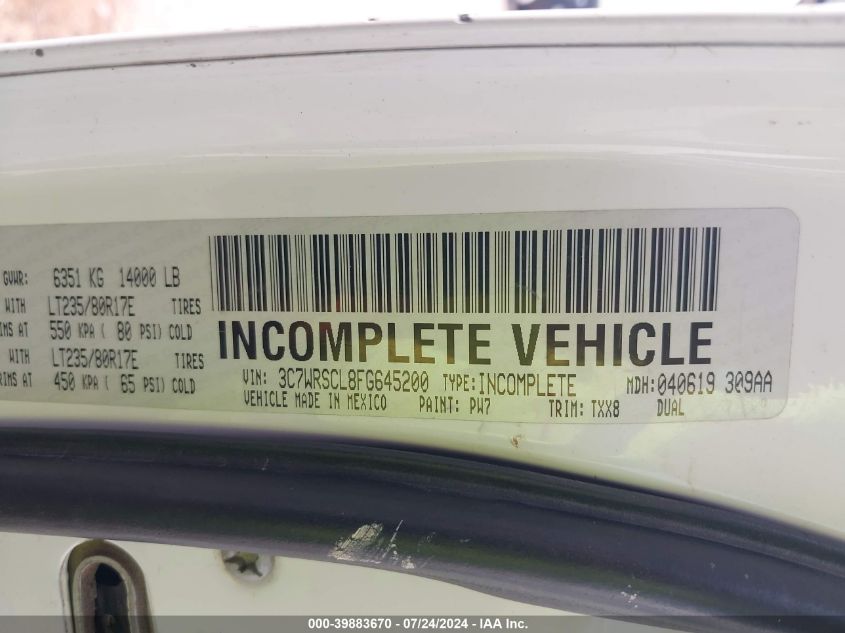 GVWR: 6351 KG 14000 LB
WITH LT235/80R17E TIRES
IMS AT 550 KPA ( 80 PSI) COLD
WITH LT235/80R17E TIRES
RIMS AT 450 KPA ( 65 PSI) COLD
INCOMPLETE VEHICLE
VIN: 3C7WRSCL8FG645200 TYPE: INCOMPLETE MDH: 040619 309AA
VEHICLE MADE IN MEXICO PAINT: PW7 TRIM: TXX8 DUAL
000-39883670 / 07/24/2024 - IAA Inc.